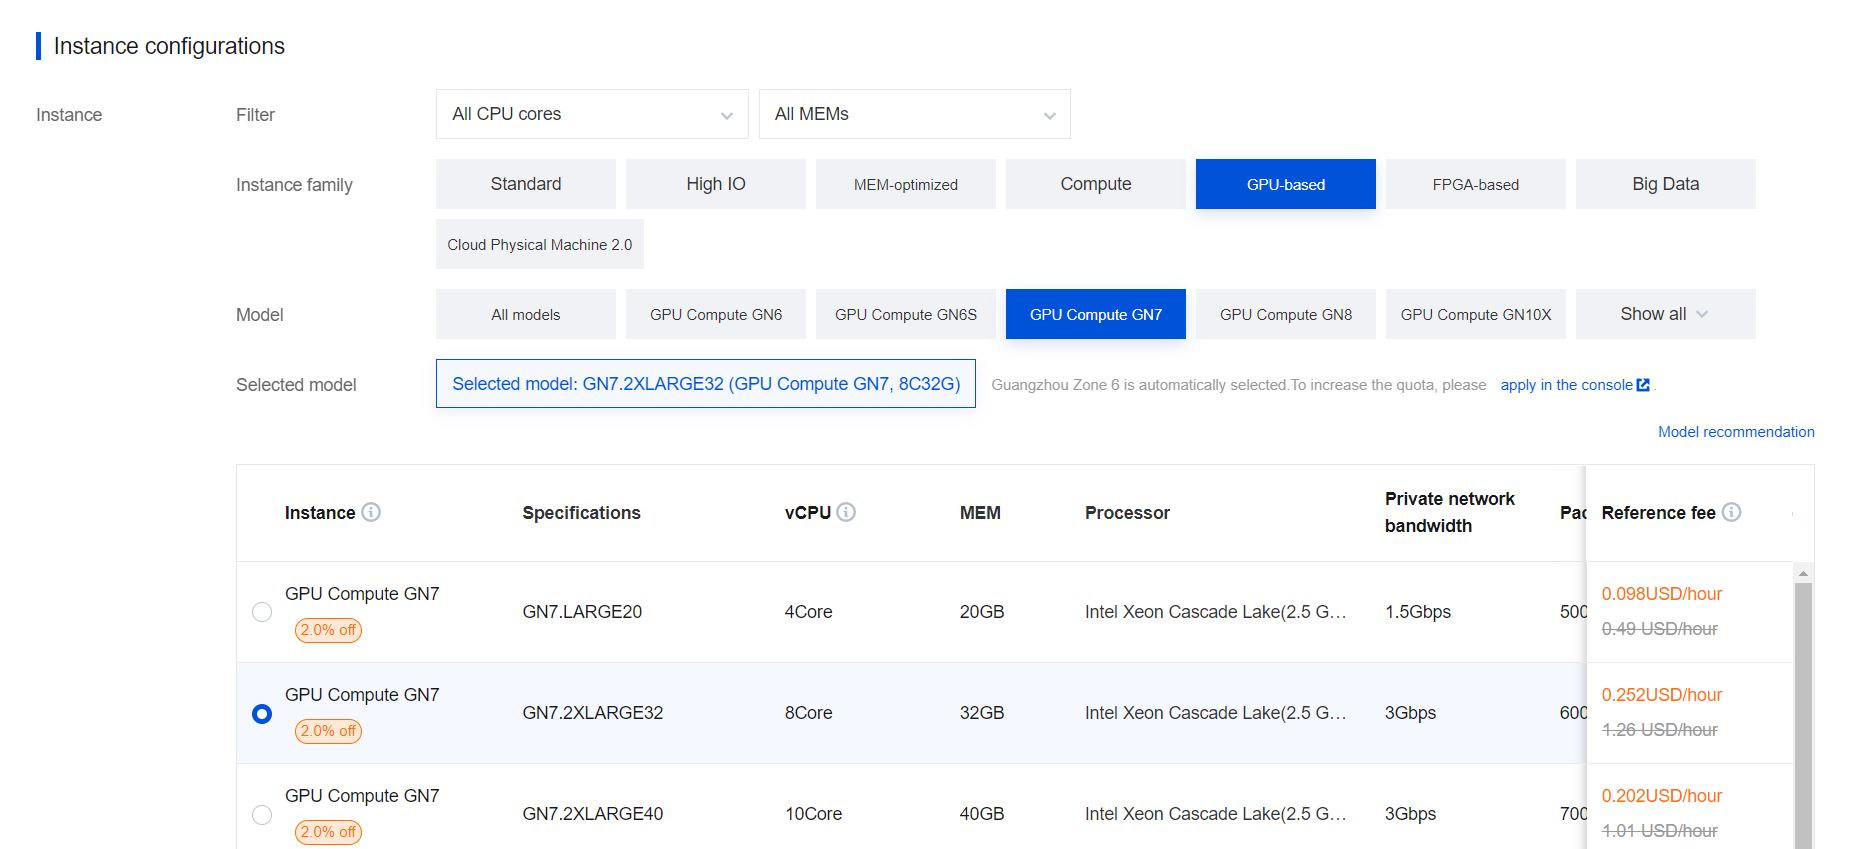 Instance configurations
Instance
Filter
All CPU cores
All MEMs
Instance family
Standard
High IO
MEM-optimized
Compute
GPU-based
FPGA-based
Big Data
Cloud Physical Machine 2.0
Model
All models
GPU Compute GN6
GPU Compute GN6S
GPU Compute GN7
GPU Compute GN8
GPU Compute GN10X
Show all
Selected model
Selected model: GN7.2XLARGE32 (GPU Compute GN7, 8C32G)
Guangzhou Zone 6 is automatically selected.To increase the quota, please apply in the console .
Model recommendation
Instance
Specifications
vCPU
MEM
Processor
Private network
bandwidth
Pac
Reference fee
GPU Compute GN7
2.0% off
GN7.LARGE20
4Core
20GB
Intel Xeon Cascade Lake(2.5 G...
1.5Gbps
500
0.098USD/hour
0.49 USD/hour
GPU Compute GN7
2.0% off
GN7.2XLARGE32
8Core
32GB
Intel Xeon Cascade Lake(2.5 G...
3Gbps
600
0.252USD/hour
1.26 USD/hour
GPU Compute GN7
2.0% off
GN7.2XLARGE40
10Core
40GB
Intel Xeon Cascade Lake(2.5 G...
3Gbps
700
0.202USD/hour
1.01 USD/hour